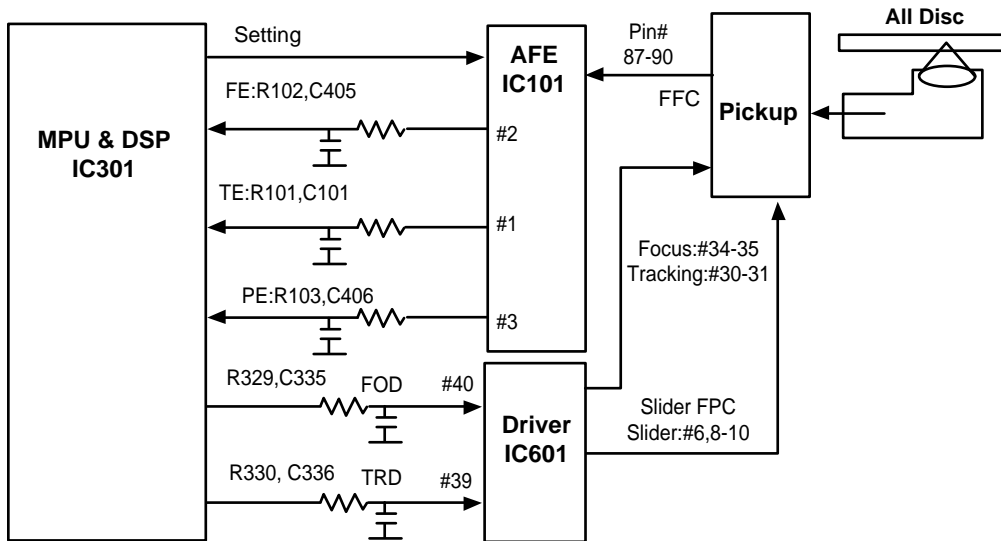 All Disc
Setting
AFE
IC101
Pin#
87-90
FFC
Pickup
FE:R102,C405
#2
MPU & DSP
IC301
TE:R101,C101
#1
Focus:#34-35
Tracking:#30-31
PE:R103,C406
#3
R329,C335
FOD
#40
Driver
IC601
Slider FPC
Slider:#6,8-10
R330, C336
TRD
#39